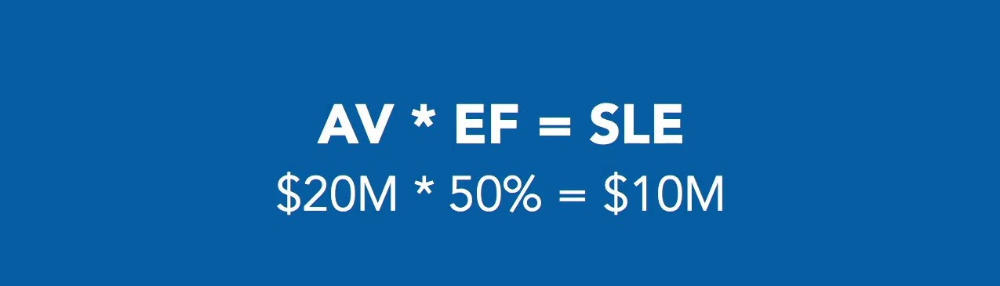 AV * EF = SLE
$20M * 50% = $10M